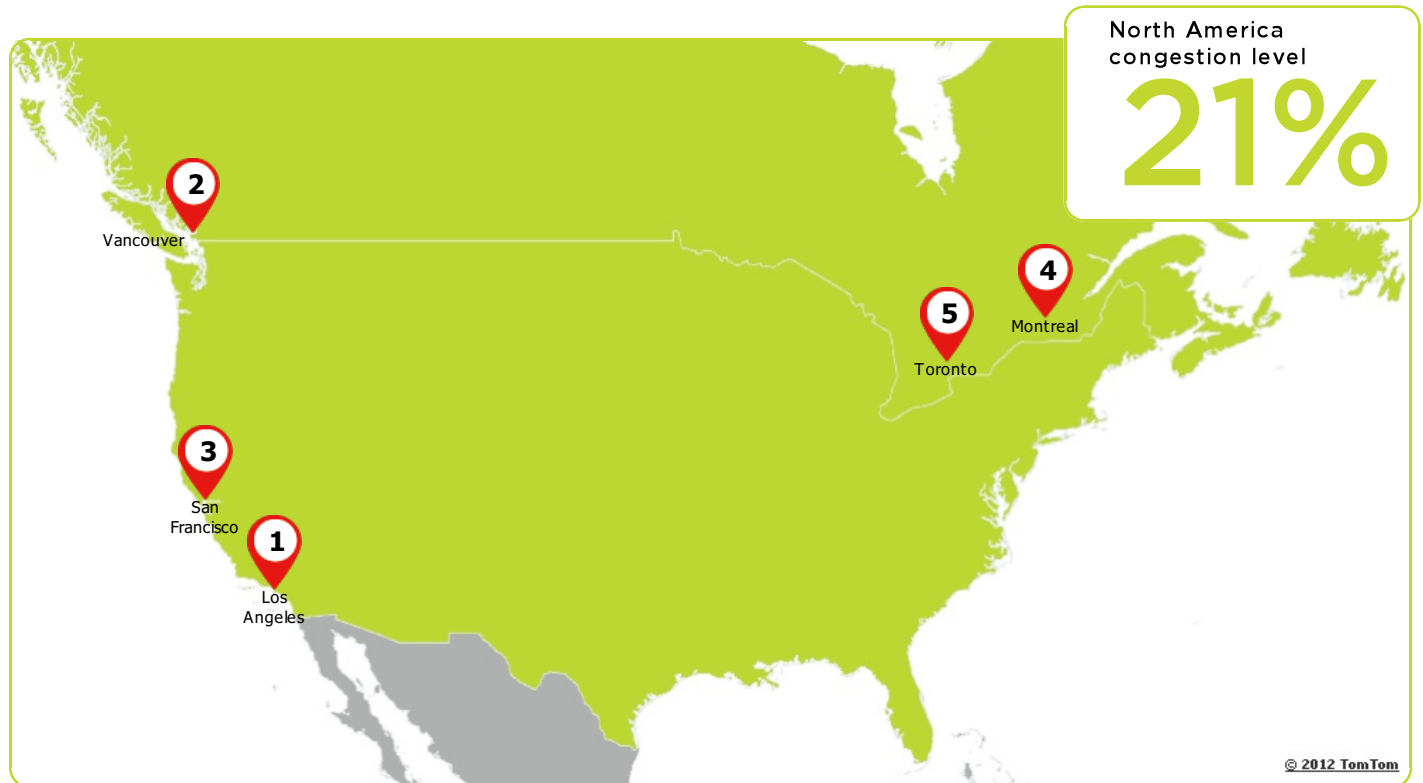 North America
congestion level
21%
2
Vancouver
4
Montreal
5
Toronto
3
San
Francisco
1
Los
Angeles
© 2012 TomTom